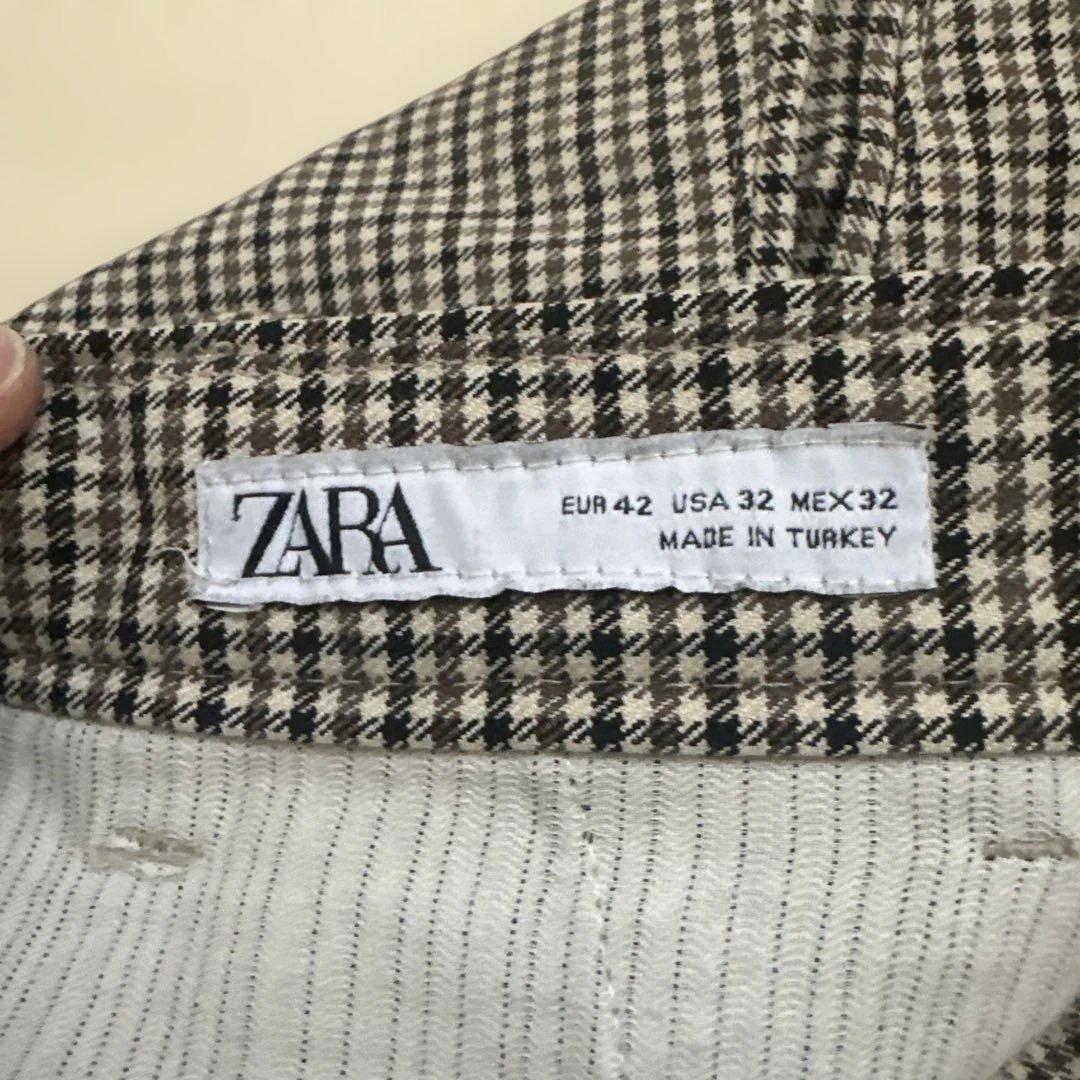 ZARA
EUR 42 USA 32 MEX 32
MADE IN TURKEY